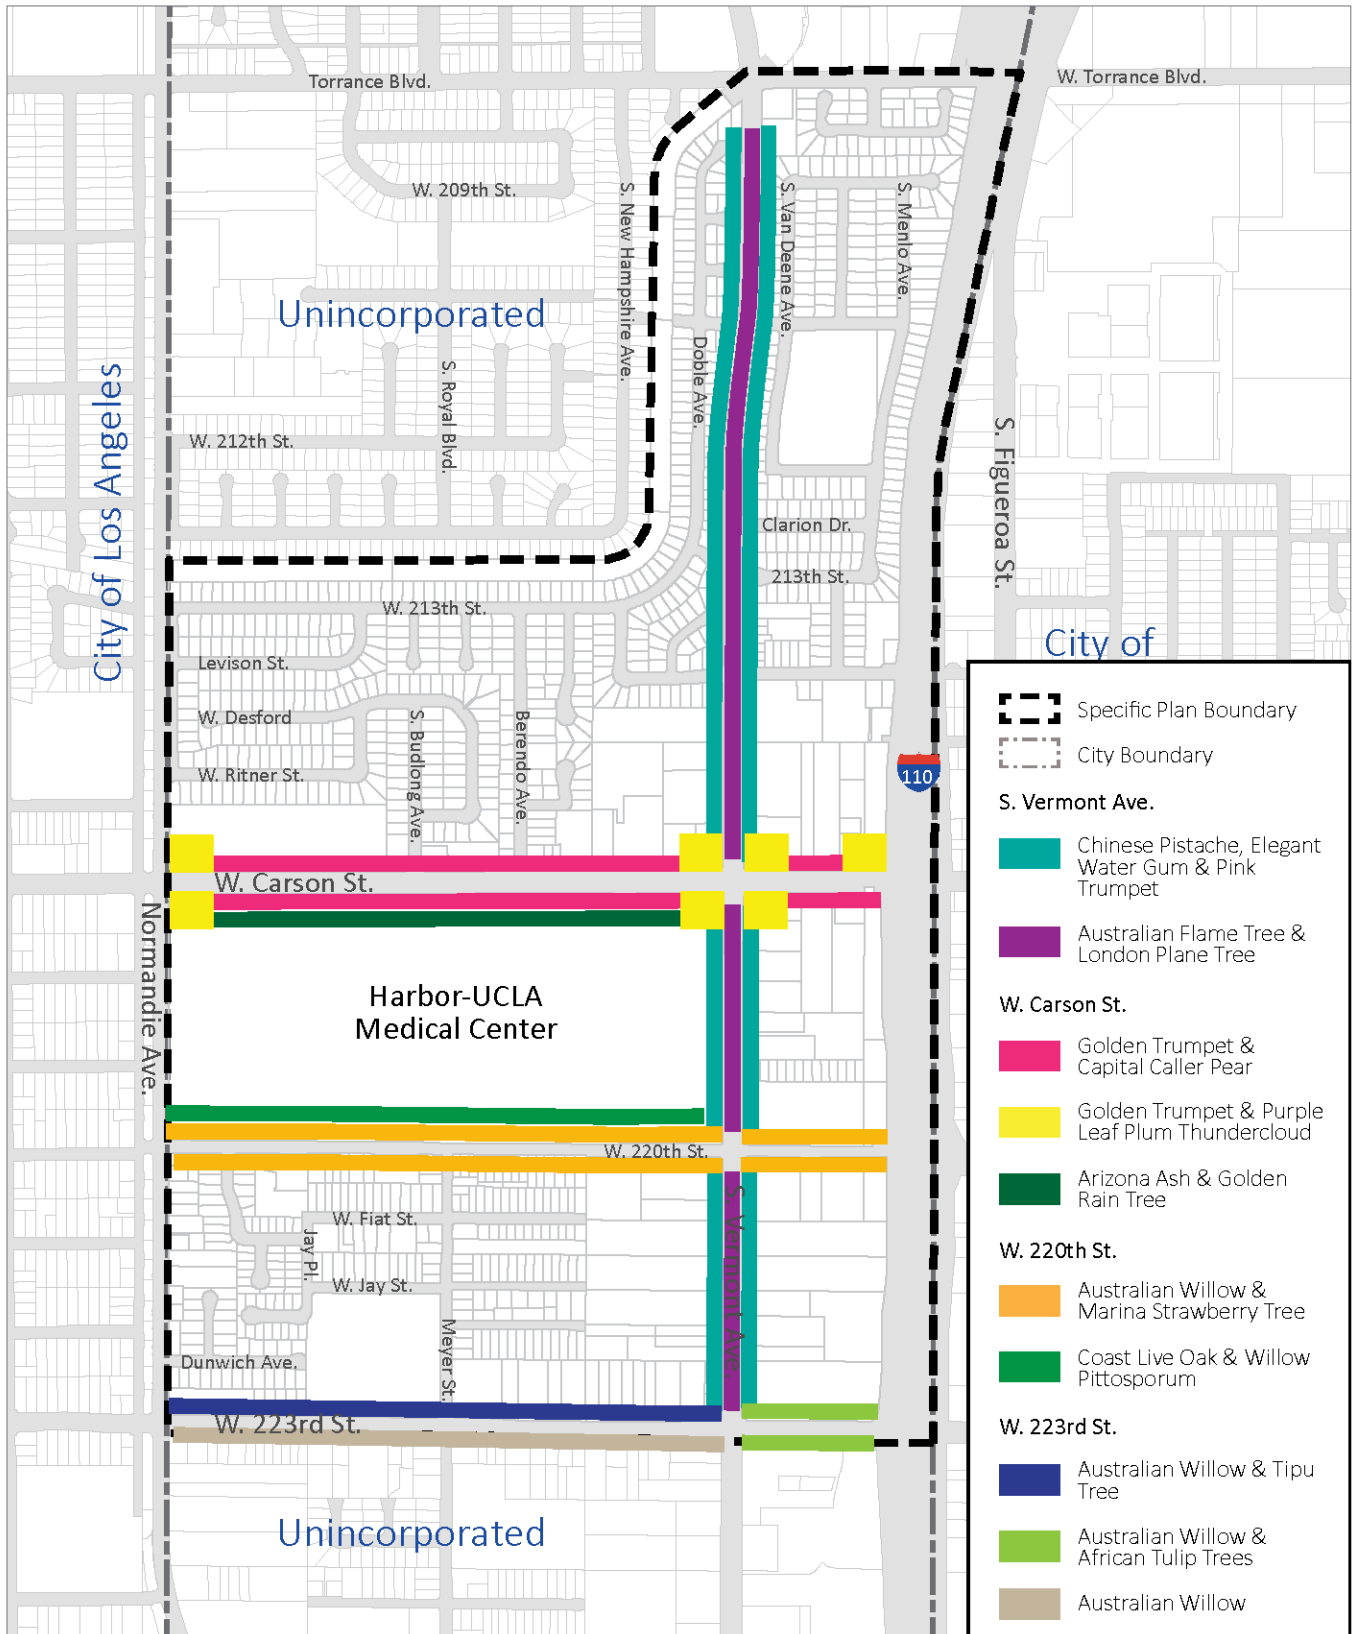 Torrance Blvd.
W. Torrance Blvd.
W. 209th St.
S. New Hampshire Ave.
S. Van Deene Ave.
S. Menlo Ave.
Unincorporated
Doble Ave.
S. Royal Blvd.
City of Los Angeles
W. 212th St.
S. Figueroa St.
Clarion Dr.
213th St.
W. 213th St.
City of
Levison St.
W. Desford
S. Budlong Ave.
Berendo Ave.
W. Ritner St.
110
W. Carson St.
Normandie Ave.
Harbor-UCLA
Medical Center
W. 220th St.
S. Vermont Ave.
W. Fiat St.
Jay Pl.
W. Jay St.
Meyer St.
Dunwich Ave.
W. 223rd St.
Unincorporated
Specific Plan Boundary
City Boundary
S. Vermont Ave.
Chinese Pistache, Elegant
Water Gum & Pink
Trumpet
Australian Flame Tree &
London Plane Tree
W. Carson St.
Golden Trumpet &
Capital Caller Pear
Golden Trumpet & Purple
Leaf Plum Thundercloud
Arizona Ash & Golden
Rain Tree
W. 220th St.
Australian Willow &
Marina Strawberry Tree
Coast Live Oak & Willow
Pittosporum
W. 223rd St.
Australian Willow & Tipu
Tree
Australian Willow &
African Tulip Trees
Australian Willow